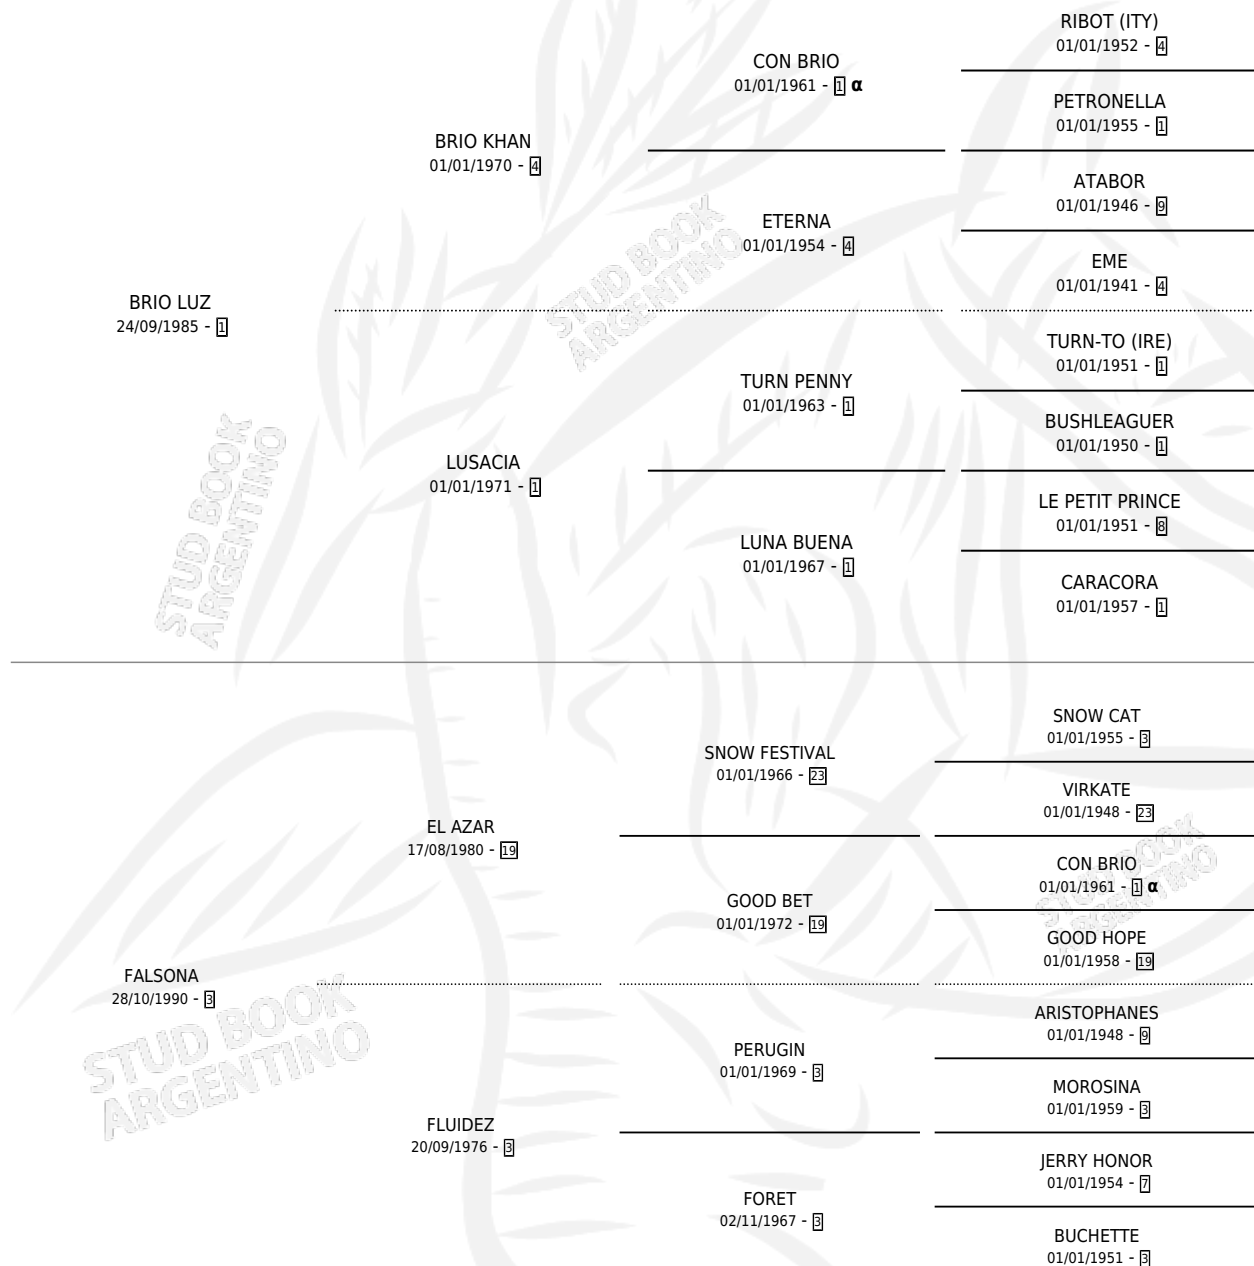 RIBOT (ITY)
01/01/1952 - 4
CON BRIO
01/01/1961 - 1 α
PETRONELLA
01/01/1955 - 1
BRIO KHAN
01/01/1970 - 4
ATABOR
01/01/1946 - 9
ETERNA
01/01/1954 - 4
EME
01/01/1941 - 4
BRIO LUZ
24/09/1985 - 1
TURN-TO (IRE)
01/01/1951 - 1
TURN PENNY
01/01/1963 - 1
BUSHLEAGUER
01/01/1950 - 1
LUSACIA
01/01/1971 - 1
LE PETIT PRINCE
01/01/1951 - 8
LUNA BUENA
01/01/1967 - 1
CARACORA
01/01/1957 - 1
SNOW CAT
01/01/1955 - 3
SNOW FESTIVAL
01/01/1966 - 23
VIRKATE
01/01/1948 - 23
EL AZAR
17/08/1980 - 19
CON BRIO
01/01/1961 - 1 α
GOOD BET
01/01/1972 - 19
GOOD HOPE
01/01/1958 - 19
FALSONA
28/10/1990 - 3
ARISTOPHANES
01/01/1948 - 9
PERUGIN
01/01/1969 - 3
MOROSINA
01/01/1959 - 3
FLUIDEZ
20/09/1976 - 3
JERRY HONOR
01/01/1954 - 7
FORET
02/11/1967 - 3
BUCHETTE
01/01/1951 - 3
STUD BOOK
ARGENTINO
STUD BOOK
ARGENTINO
STUD BOOK
ARGENTINO
STUD BOOK
ARGENTINO